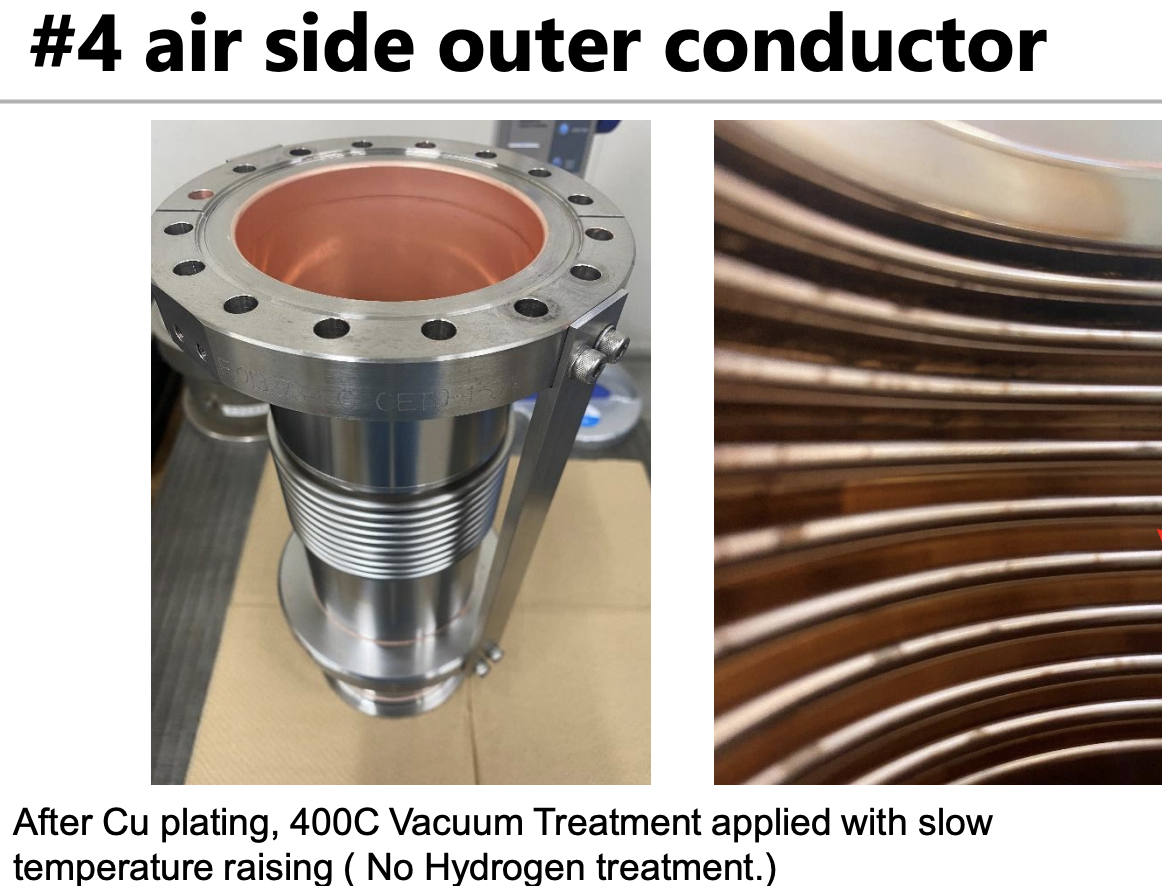 #4 air side outer conductor
After Cu plating, 400C Vacuum Treatment applied with slow
temperature raising ( No Hydrogen treatment.)